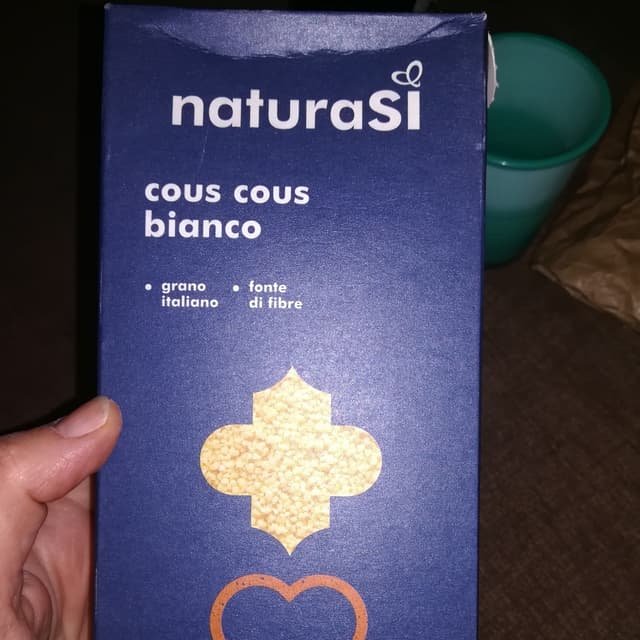 naturaSì
cous cous
bianco
• grano
italiano
• fonte
di fibre